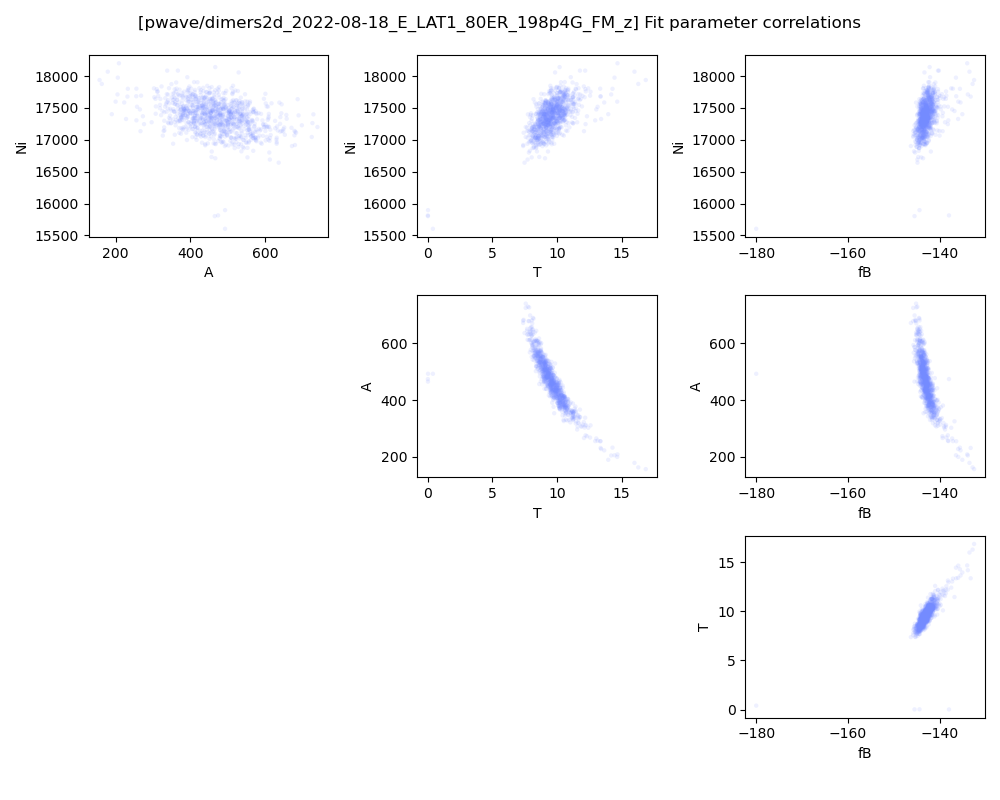 [pwave/dimers2d_2022-08-18_E_LAT1_80ER_198p4G_FM_z] Fit parameter correlations
18000
17500
17000
16500
16000
15500
Ni
200 400 600
A
18000
17500
17000
16500
16000
15500
Ni
0 5 10 15
T
18000
17500
17000
16500
16000
15500
Ni
−180 −160 −140
fB
600
400
200
A
0 5 10 15
T
600
400
200
A
−180 −160 −140
fB
15
10
5
0
T
−180 −160 −140
fB